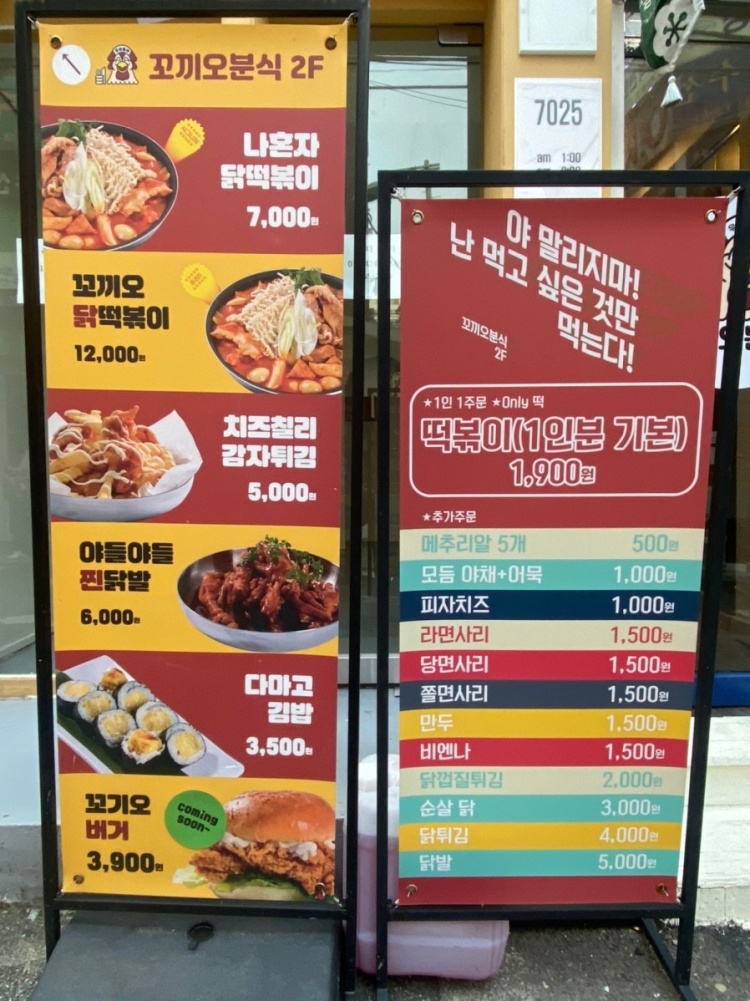 꼬끼오분식 2F
나혼자
닭떡볶이
7,000원
꼬끼오
닭떡볶이
12,000원
치즈칠리
감자튀김
5,000원
야들야들
찐닭발
6,000원
다마고
김밥
3,500원
꼬기오
버거
3,900원
Coming
soon~
7025
am 1:00
야 말리지마!
난 먹고 싶은 것만
먹는다!
꼬끼오분식
2F
★1인 1주문 ★Only 떡
떡볶이(1인분 기본)
1,900원
★추가주문
메추리알 5개 500원
모듬 야채+어묵 1,000원
피자치즈 1,000원
라면사리 1,500원
당면사리 1,500원
쫄면사리 1,500원
만두 1,500원
비엔나 1,500원
닭껍질튀김 2,000원
순살 닭 3,000원
닭튀김 4,000원
닭발 5,000원